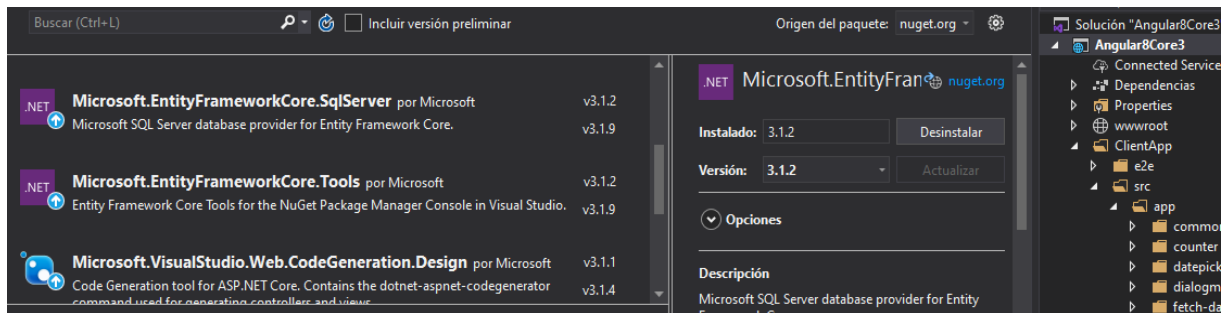 Buscar (Ctrl+L)
Incluir versión preliminar
Origen del paquete: nuget.org
.NET
Microsoft.EntityFrameworkCore.SqlServer por Microsoft
v3.1.2
Microsoft SQL Server database provider for Entity Framework Core.
v3.1.9
.NET
Microsoft.EntityFrameworkCore.Tools por Microsoft
v3.1.2
Entity Framework Core Tools for the NuGet Package Manager Console in Visual Studio.
v3.1.9
Microsoft.VisualStudio.Web.CodeGeneration.Design por Microsoft
v3.1.1
Code Generation tool for ASP.NET Core. Contains the dotnet-aspnet-codegenerator
v3.1.4
command used for generating controllers and views
.NET
Microsoft.EntityFran
nuget.org
Instalado: 3.1.2
Desinstalar
Versión: 3.1.2
Actualizar
Opciones
Descripción
Microsoft SQL Server database provider for Entity
Solución "Angular8Core3
Angular8Core3
Connected Service
Dependencias
Properties
wwwroot
ClientApp
e2e
src
app
common
counter
datepick
dialogm
fetch-da